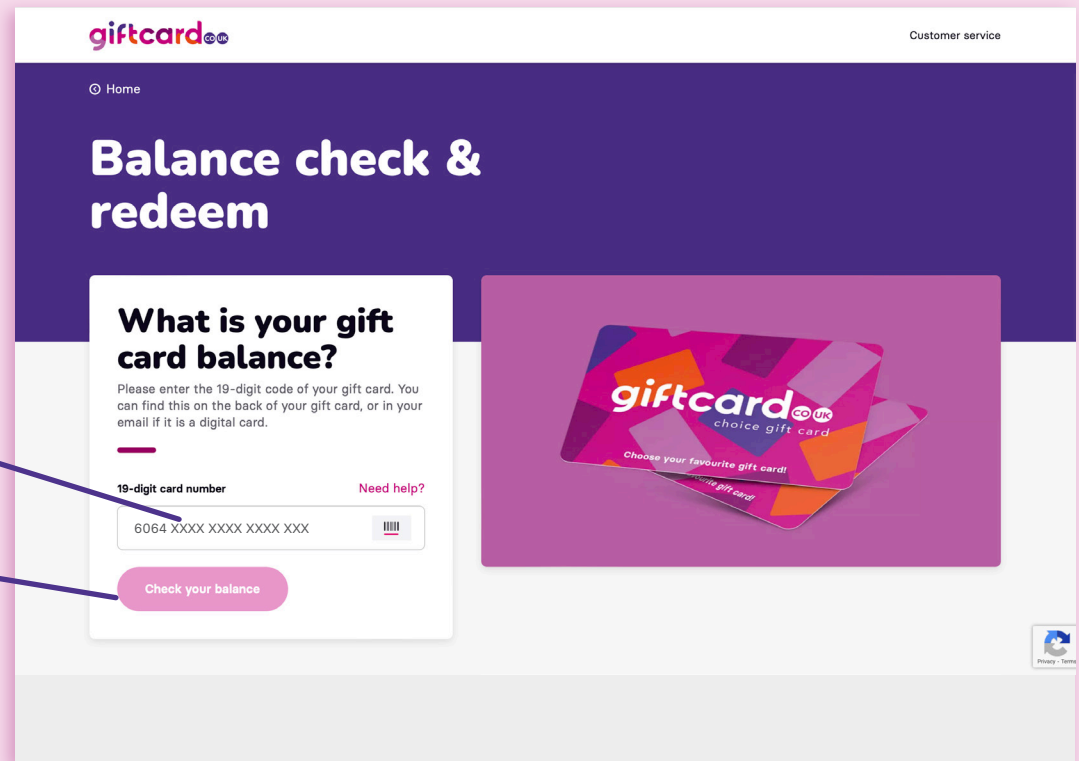 giftcard co uk
Customer service
Home
Balance check &
redeem
What is your gift
card balance?
Please enter the 19-digit code of your gift card. You
can find this on the back of your gift card, or in your
email if it is a digital card.
19-digit card number
Need help?
6064 XXXX XXXX XXXX XXX
Check your balance
giftcard co uk
choice gift card
Choose your favourite gift card!
urite gift card!
Privacy - Terms